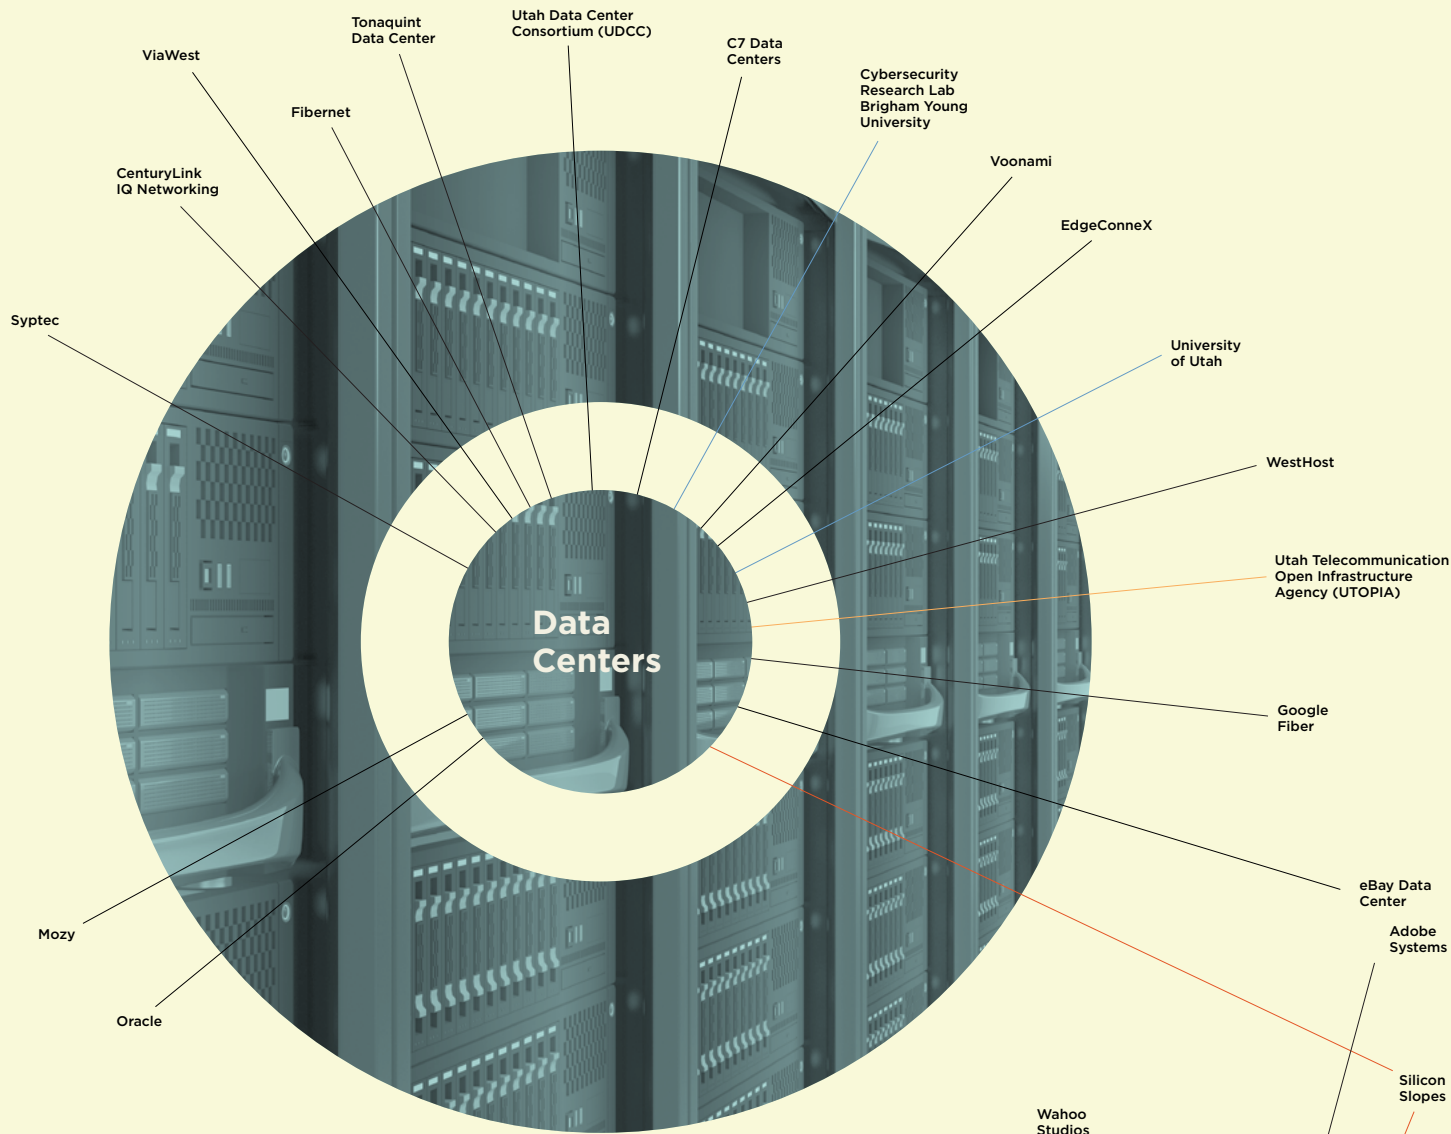 Utah Data Center
Consortium (UDCC)
Tonaquint
Data Center
C7 Data
Centers
ViaWest
Cybersecurity
Research Lab
Brigham Young
University
Fibernet
Voonami
CenturyLink
IQ Networking
EdgeConneX
Syptec
University
of Utah
WestHost
Utah Telecommunication
Open Infrastructure
Agency (UTOPIA)
Data
Centers
Google
Fiber
eBay Data
Center
Mozy
Adobe
Systems
Oracle
Silicon
Slopes
Wahoo
Studios